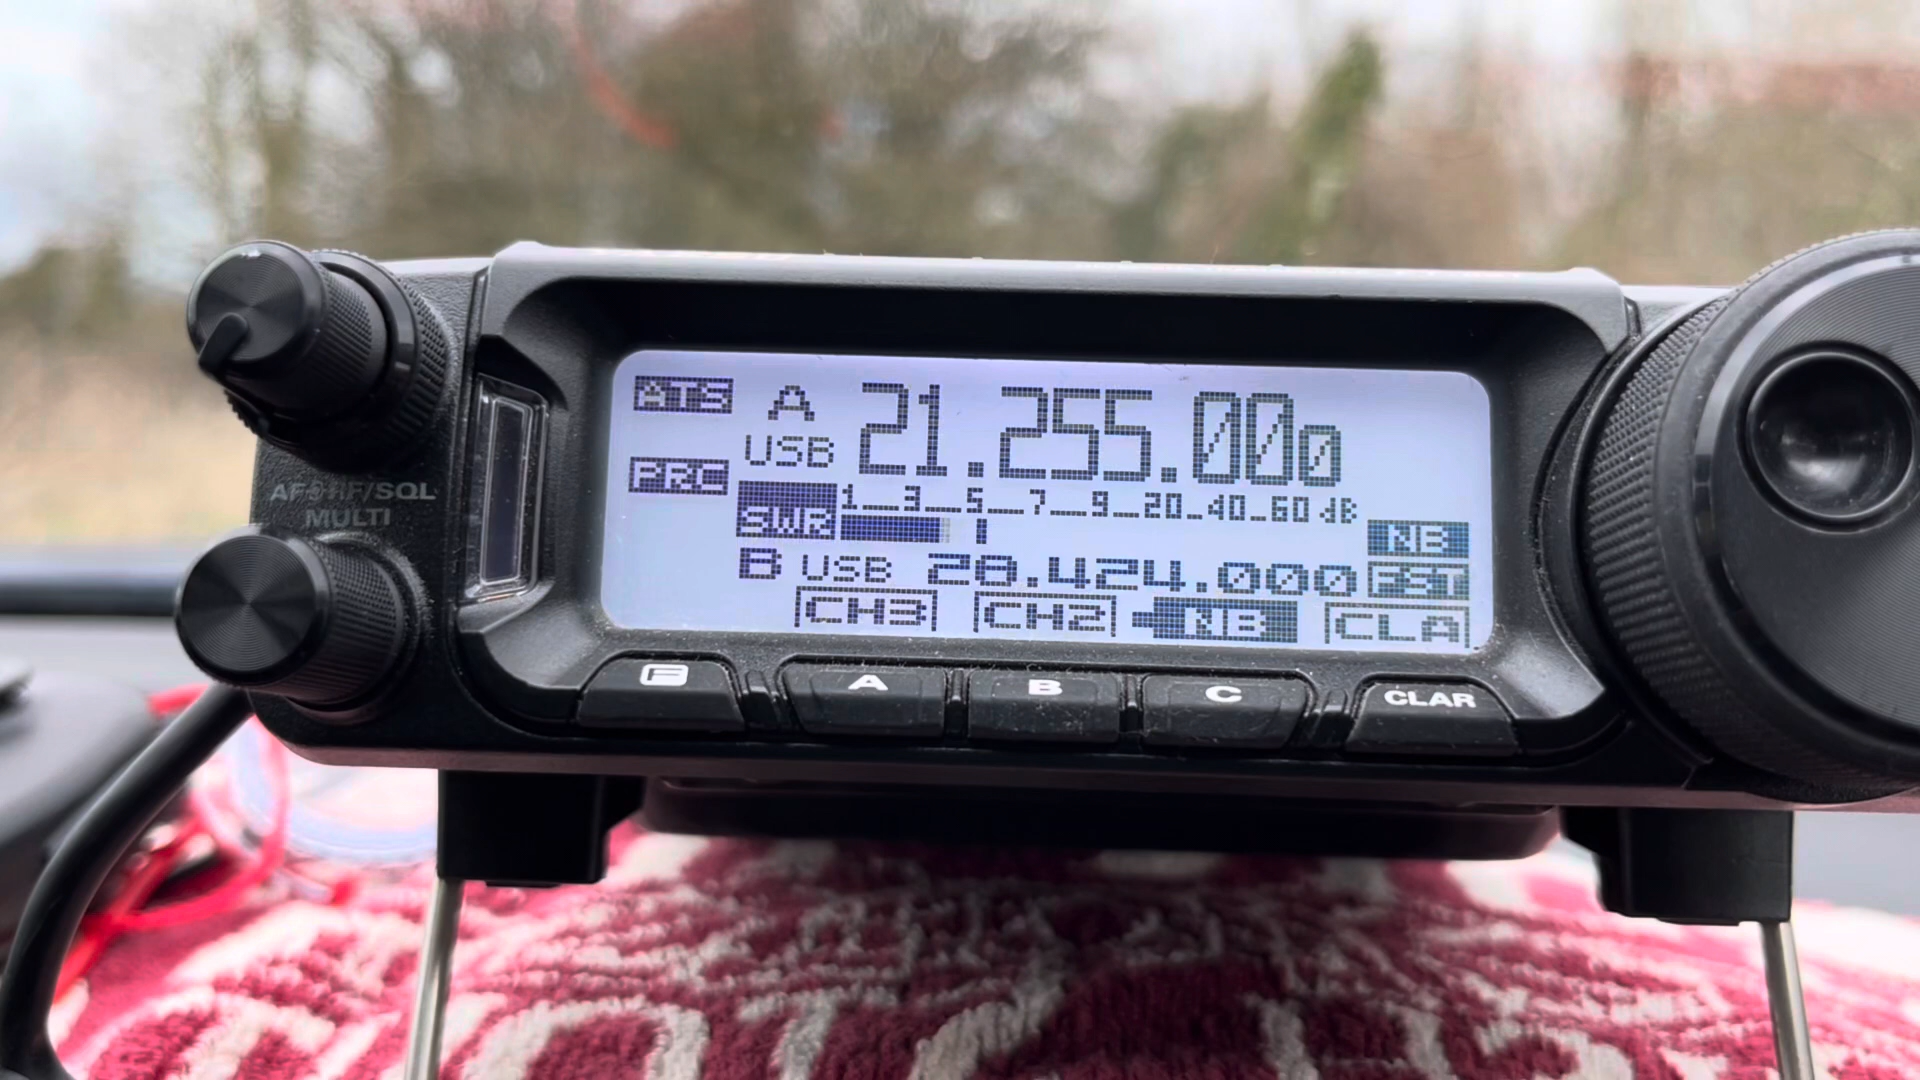 ATS A 21.255.000
USB
PRC
1 3 5 7 9 20 40 60 dB
SWR
NB
B USB 28.424.000 FST
CH3 CH2 NB CLA
AF RF/SQL
MULTI
F A B C CLAR